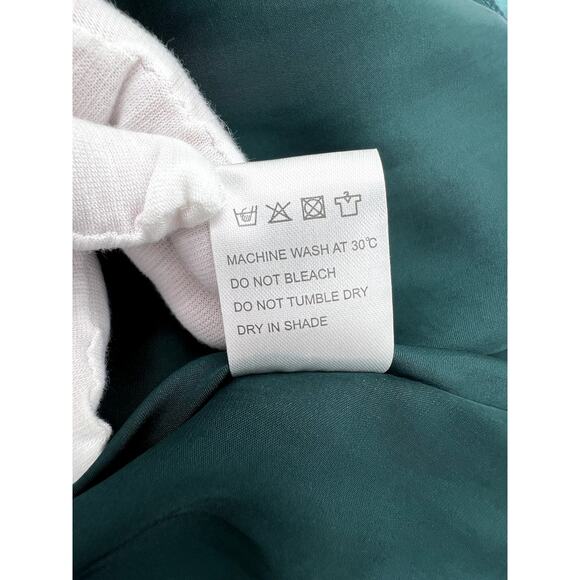 MACHINE WASH AT 30℃
DO NOT BLEACH
DO NOT TUMBLE DRY
DRY IN SHADE